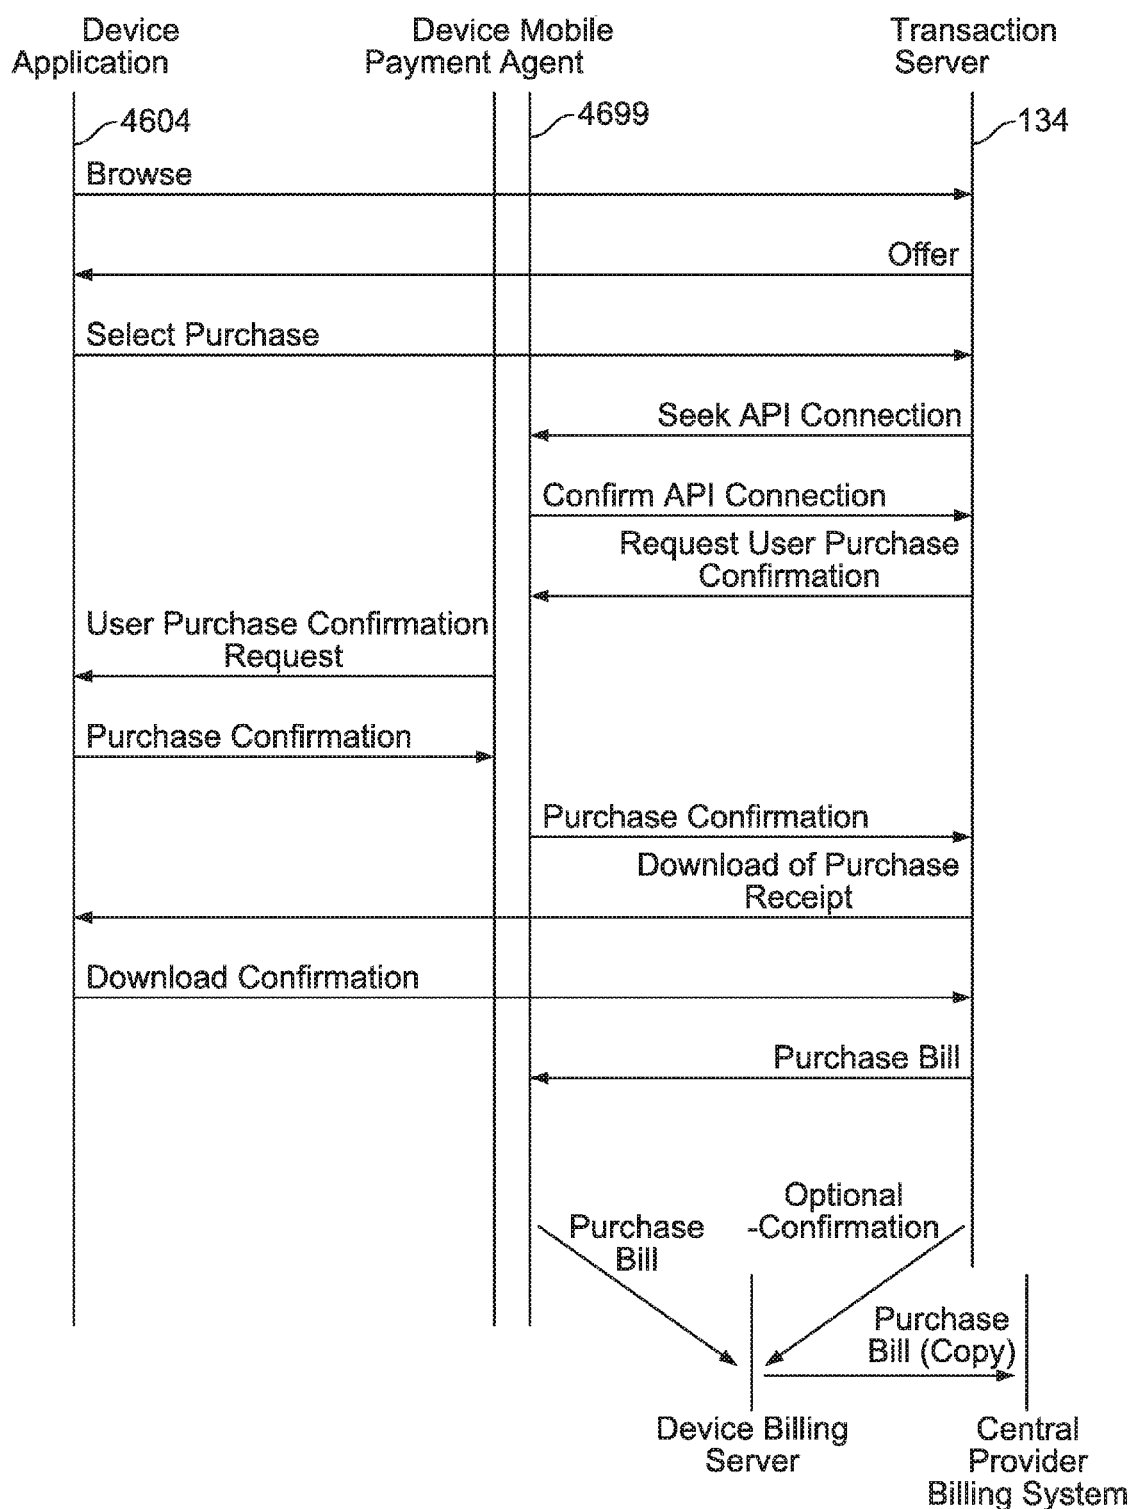 Device
Application
Device Mobile
Payment Agent
Transaction
Server
4604
4699
134
Browse
Offer
Select Purchase
Seek API Connection
Confirm API Connection
Request User Purchase
Confirmation
User Purchase Confirmation
Request
Purchase Confirmation
Purchase Confirmation
Download of Purchase
Receipt
Download Confirmation
Purchase Bill
Purchase
Bill
Optional
-Confirmation
Purchase
Bill (Copy)
Device Billing
Server
Central
Provider
Billing System